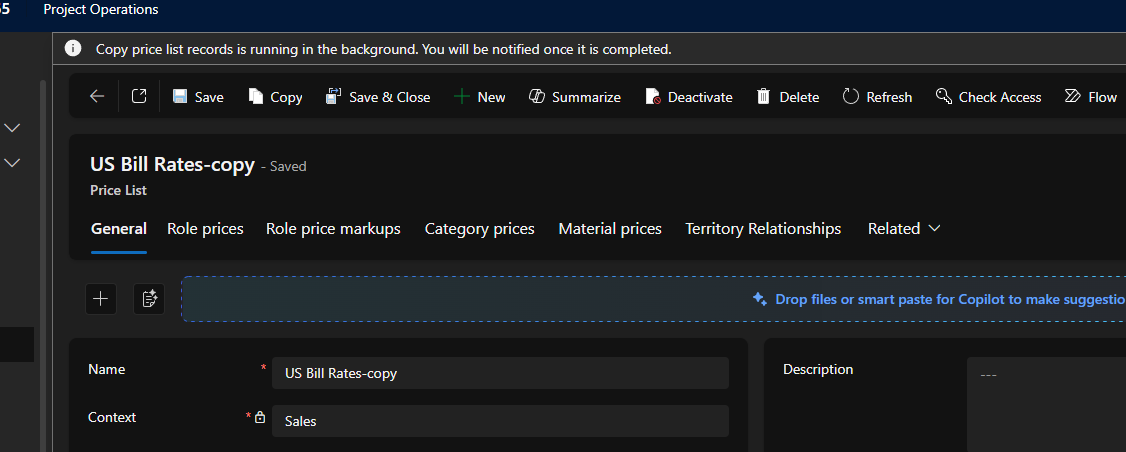 65 Project Operations
Copy price list records is running in the background. You will be notified once it is completed.
Save Copy Save & Close New Summarize Deactivate Delete Refresh Check Access Flow
US Bill Rates-copy - Saved
Price List
General Role prices Role price markups Category prices Material prices Territory Relationships Related
Drop files or smart paste for Copilot to make suggestio
Name * US Bill Rates-copy
Description ---
Context * Sales